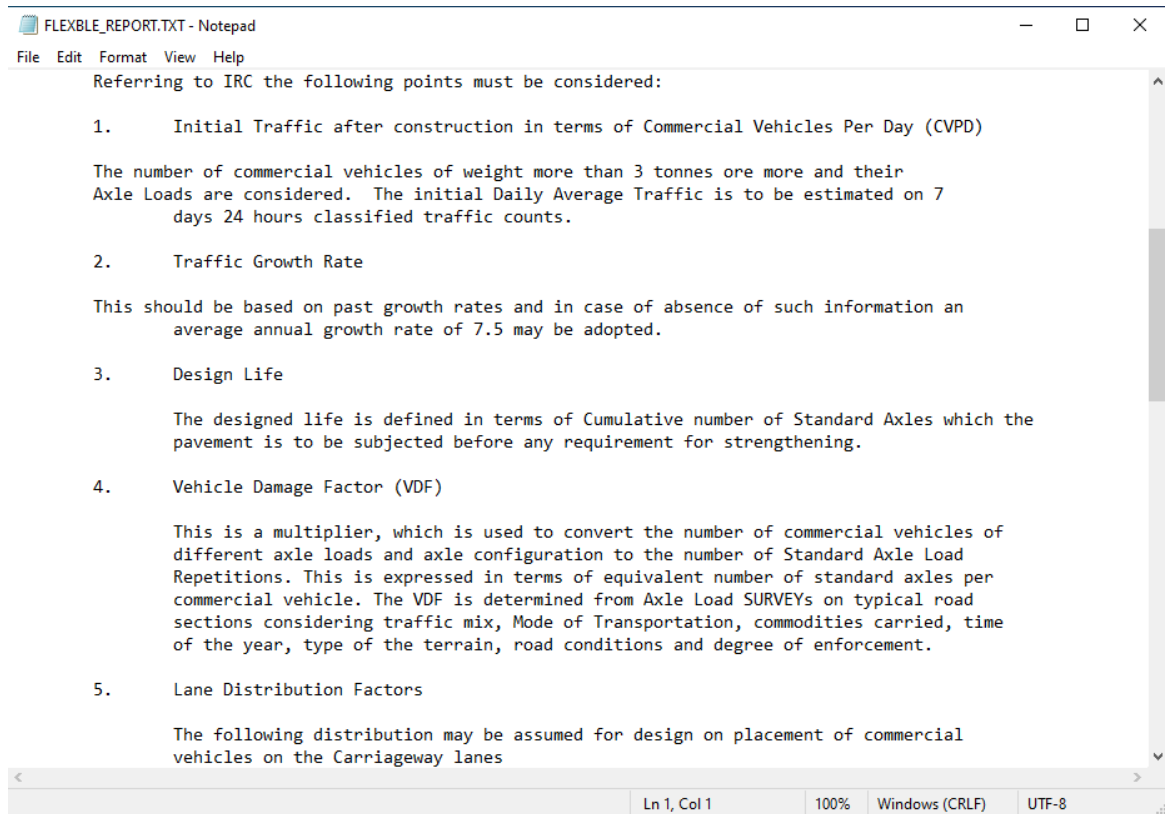 FLEXBLE_REPORT.TXT - Notepad
File Edit Format View Help
Referring to IRC the following points must be considered:
1. Initial Traffic after construction in terms of Commercial Vehicles Per Day (CVPD)
The number of commercial vehicles of weight more than 3 tonnes ore more and their
Axle Loads are considered. The initial Daily Average Traffic is to be estimated on 7
days 24 hours classified traffic counts.
2. Traffic Growth Rate
This should be based on past growth rates and in case of absence of such information an
average annual growth rate of 7.5 may be adopted.
3. Design Life
The designed life is defined in terms of Cumulative number of Standard Axles which the
pavement is to be subjected before any requirement for strengthening.
4. Vehicle Damage Factor (VDF)
This is a multiplier, which is used to convert the number of commercial vehicles of
different axle loads and axle configuration to the number of Standard Axle Load
Repetitions. This is expressed in terms of equivalent number of standard axles per
commercial vehicle. The VDF is determined from Axle Load SURVEYs on typical road
sections considering traffic mix, Mode of Transportation, commodities carried, time
of the year, type of the terrain, road conditions and degree of enforcement.
5. Lane Distribution Factors
The following distribution may be assumed for design on placement of commercial
vehicles on the Carriageway lanes
Ln 1, Col 1 100% Windows (CRLF) UTF-8